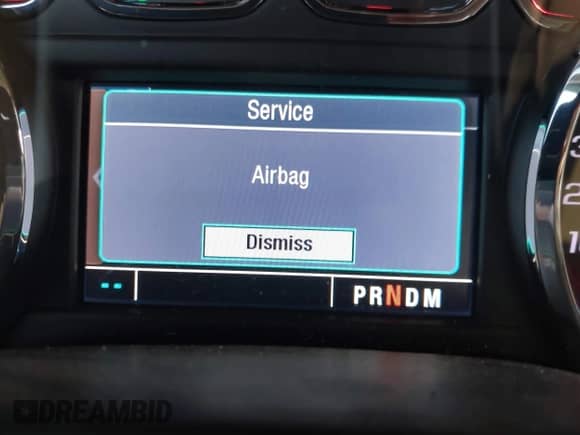 Service
Airbag
Dismiss
--
PRNDM
DREAMBID